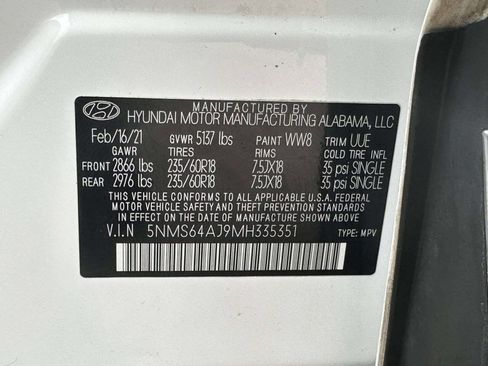 MANUFACTURED BY
HYUNDAI MOTOR MANUFACTURING ALABAMA, LLC
Feb/16/21 GVWR 5137 lbs PAINT WW8 TRIM UUE
GAWR TIRES RIMS COLD TIRE INFL
FRONT 2866 lbs 235/60R18 7.5JX18 35 psi SINGLE
REAR 2976 lbs 235/60R18 7.5JX18 35 psi SINGLE
THIS VEHICLE CONFORMS TO ALL APPLICABLE U.S.A. FEDERAL
MOTOR VEHICLE SAFETY AND THEFT PREVENTION STANDARDS
IN EFFECT ON THE DATE OF MANUFACTURE SHOWN ABOVE.
V.I.N 5NMS64AJ9MH335351 TYPE: MPV